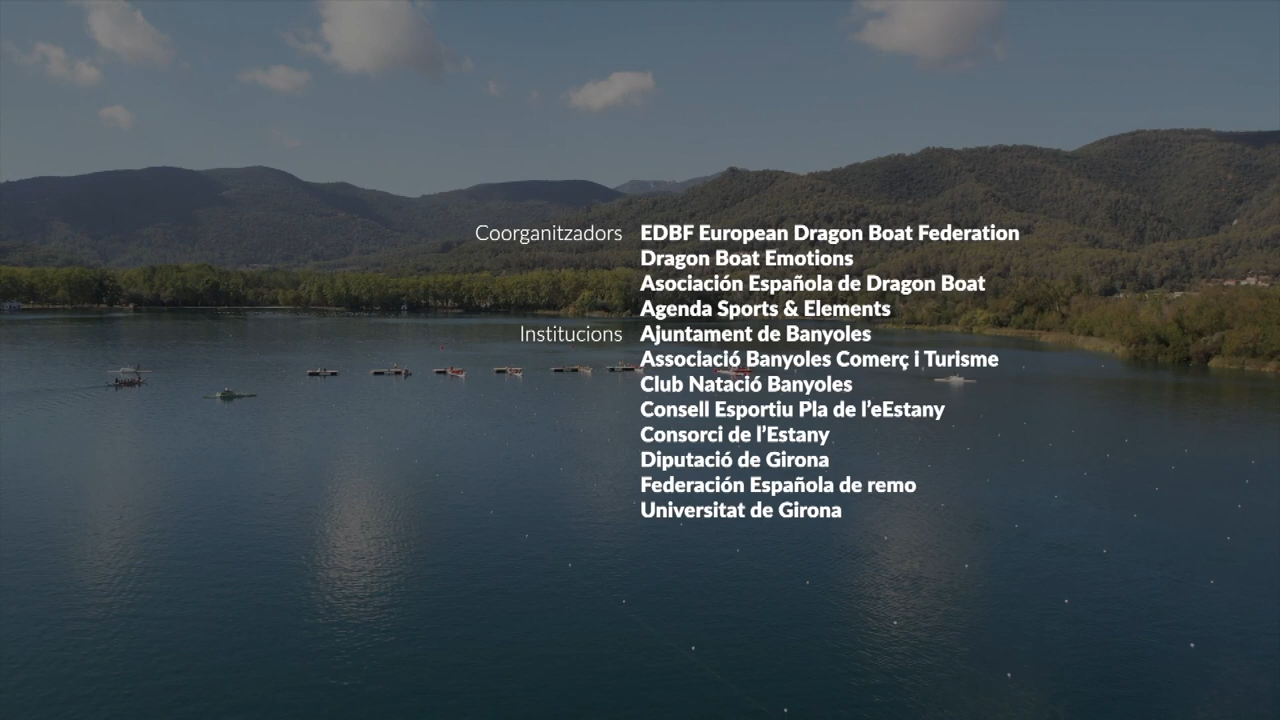 Coorganitzadors EDBF European Dragon Boat Federation
Dragon Boat Emotions
Asociación Española de Dragon Boat
Agenda Sports & Elements
Institucions Ajuntament de Banyoles
Associació Banyoles Comerç i Turisme
Club Natació Banyoles
Consell Esportiu Pla de l'eEstany
Consorci de l'Estany
Diputació de Girona
Federación Española de remo
Universitat de Girona